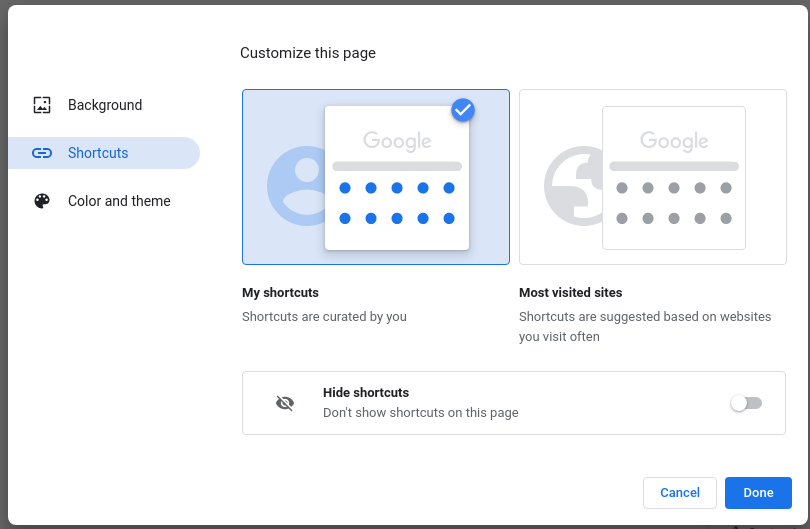 Customize this page
Background
Shortcuts
Color and theme
Google
Google
My shortcuts
Shortcuts are curated by you
Most visited sites
Shortcuts are suggested based on websites
you visit often
Hide shortcuts
Don't show shortcuts on this page
Cancel
Done